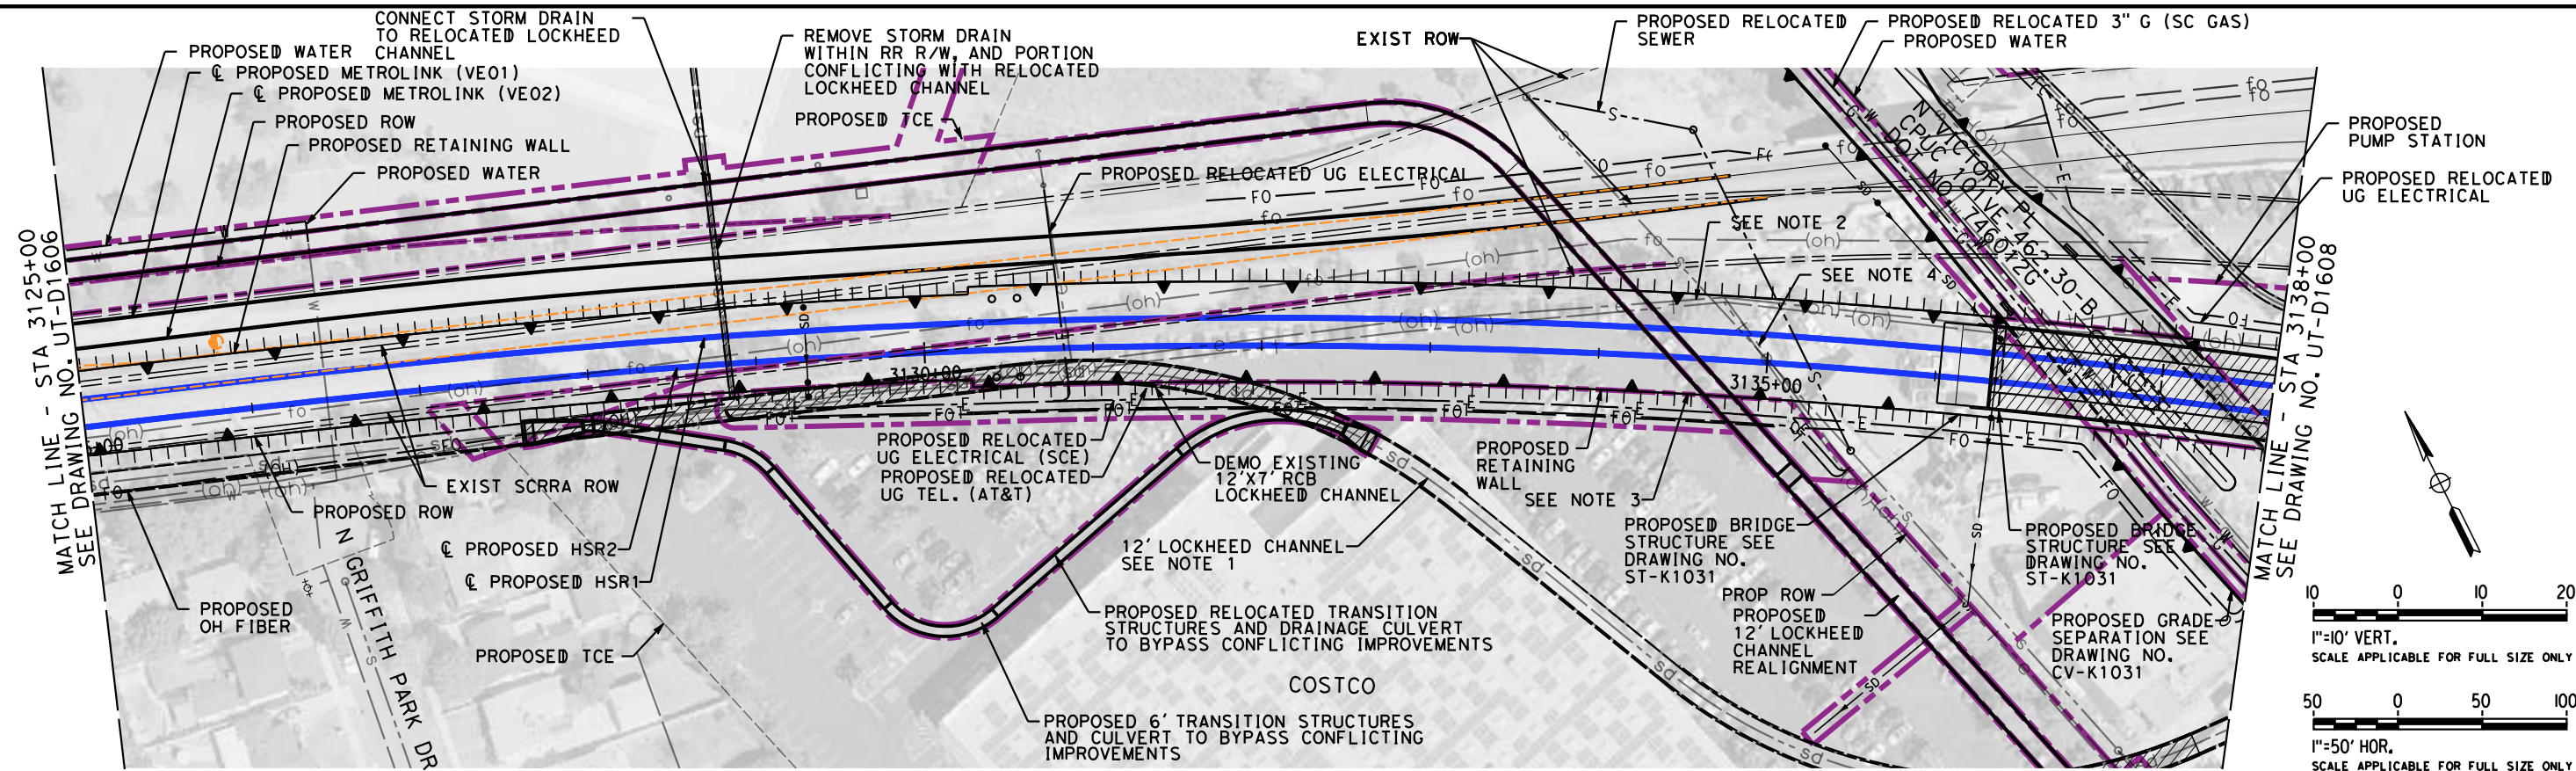 CONNECT STORM DRAIN
TO RELOCATED LOCKHEED
CHANNEL
PROPOSED WATER
℄ PROPOSED METROLINK (VE01)
℄ PROPOSED METROLINK (VE02)
PROPOSED ROW
PROPOSED RETAINING WALL
PROPOSED WATER
REMOVE STORM DRAIN
WITHIN RR R/W, AND PORTION
CONFLICTING WITH RELOCATED
LOCKHEED CHANNEL
PROPOSED TCE
EXIST ROW
PROPOSED RELOCATED
SEWER
PROPOSED RELOCATED 3" G (SC GAS)
PROPOSED WATER
PROPOSED
PUMP STATION
PROPOSED RELOCATED
UG ELECTRICAL
PROPOSED RELOCATED UG ELECTRICAL
SEE NOTE 2
SEE NOTE 4
N VICTORY PL
CPUC 101VE-462.30-B
DOT NO. 746012G
MATCH LINE - STA 3125+00
SEE DRAWING NO. UT-D1606
MATCH LINE - STA 3138+00
SEE DRAWING NO. UT-D1608
3130+00
3135+00
PROPOSED RELOCATED
UG ELECTRICAL (SCE)
PROPOSED RELOCATED
UG TEL. (AT&T)
DEMO EXISTING
12'X7' RCB
LOCKHEED CHANNEL
PROPOSED
RETAINING
WALL
SEE NOTE 3
EXIST SCRRA ROW
PROPOSED ROW
℄ PROPOSED HSR2
℄ PROPOSED HSR1
12' LOCKHEED CHANNEL
SEE NOTE 1
PROPOSED BRIDGE
STRUCTURE SEE
DRAWING NO.
ST-K1031
PROPOSED BRIDGE
STRUCTURE SEE
DRAWING NO.
ST-K1031
PROP ROW
PROPOSED
12' LOCKHEED
CHANNEL
REALIGNMENT
PROPOSED GRADE
SEPARATION SEE
DRAWING NO.
CV-K1031
PROPOSED
OH FIBER
N GRIFFITH PARK DR
PROPOSED TCE
PROPOSED RELOCATED TRANSITION
STRUCTURES AND DRAINAGE CULVERT
TO BYPASS CONFLICTING IMPROVEMENTS
COSTCO
PROPOSED 6' TRANSITION STRUCTURES
AND CULVERT TO BYPASS CONFLICTING
IMPROVEMENTS
10 0 10 20
1"=10' VERT.
SCALE APPLICABLE FOR FULL SIZE ONLY
50 0 50 100
1"=50' HOR.
SCALE APPLICABLE FOR FULL SIZE ONLY